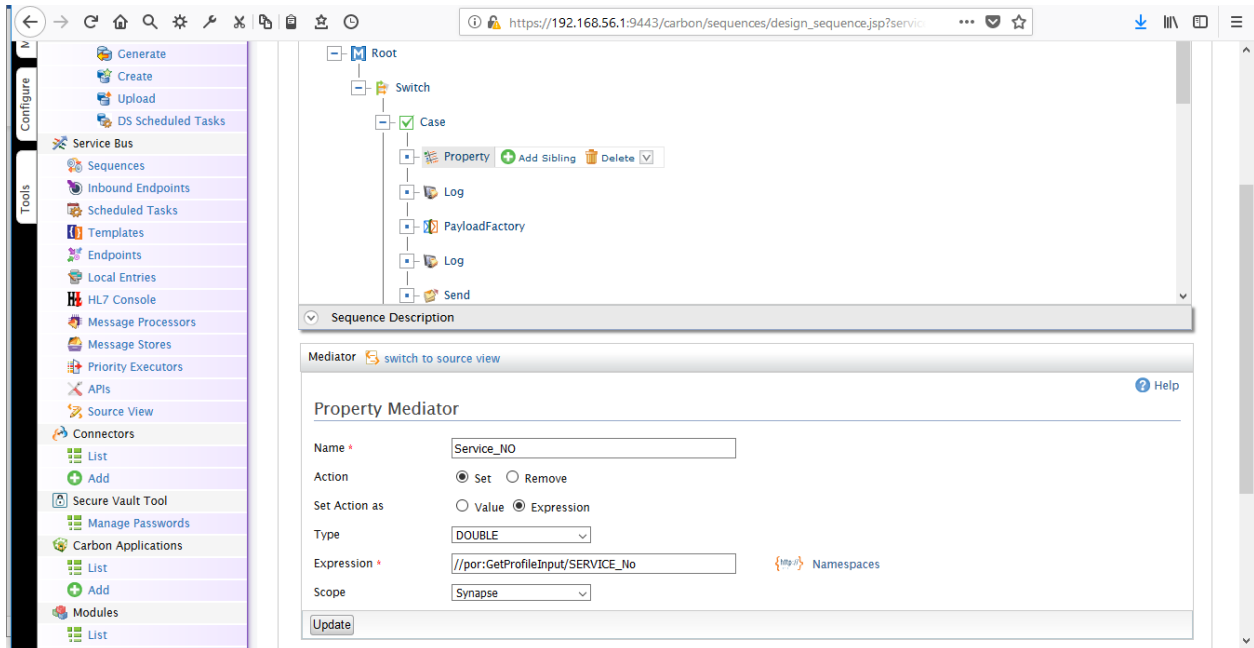 https://192.168.56.1:9443/carbon/sequences/design_sequence.jsp?servic
Configure
Tools
Generate
Create
Upload
DS Scheduled Tasks
Service Bus
Sequences
Inbound Endpoints
Scheduled Tasks
Templates
Endpoints
Local Entries
HL7 Console
Message Processors
Message Stores
Priority Executors
APIs
Source View
Connectors
List
Add
Secure Vault Tool
Manage Passwords
Carbon Applications
List
Add
Modules
List
Root
Switch
Case
Property Add Sibling Delete
Log
PayloadFactory
Log
Send
Sequence Description
Mediator switch to source view
Help
Property Mediator
Name * Service_NO
Action Set Remove
Set Action as Value Expression
Type DOUBLE
Expression * //por:GetProfileInput/SERVICE_No {http://} Namespaces
Scope Synapse
Update